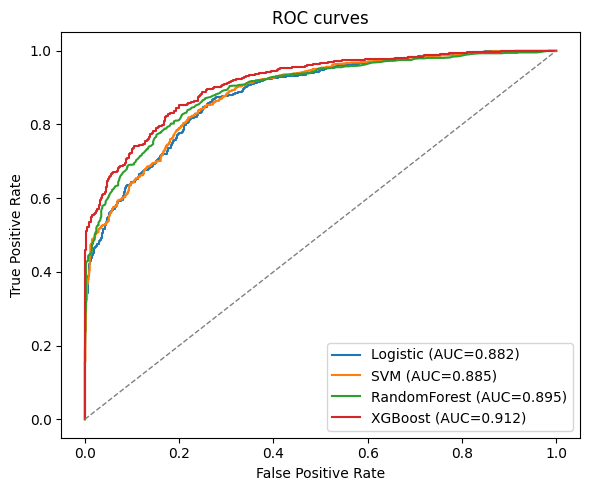 ROC curves
True Positive Rate
1.0
0.8
0.6
0.4
0.2
0.0
Logistic (AUC=0.882)
SVM (AUC=0.885)
RandomForest (AUC=0.895)
XGBoost (AUC=0.912)
0.0 0.2 0.4 0.6 0.8 1.0
False Positive Rate